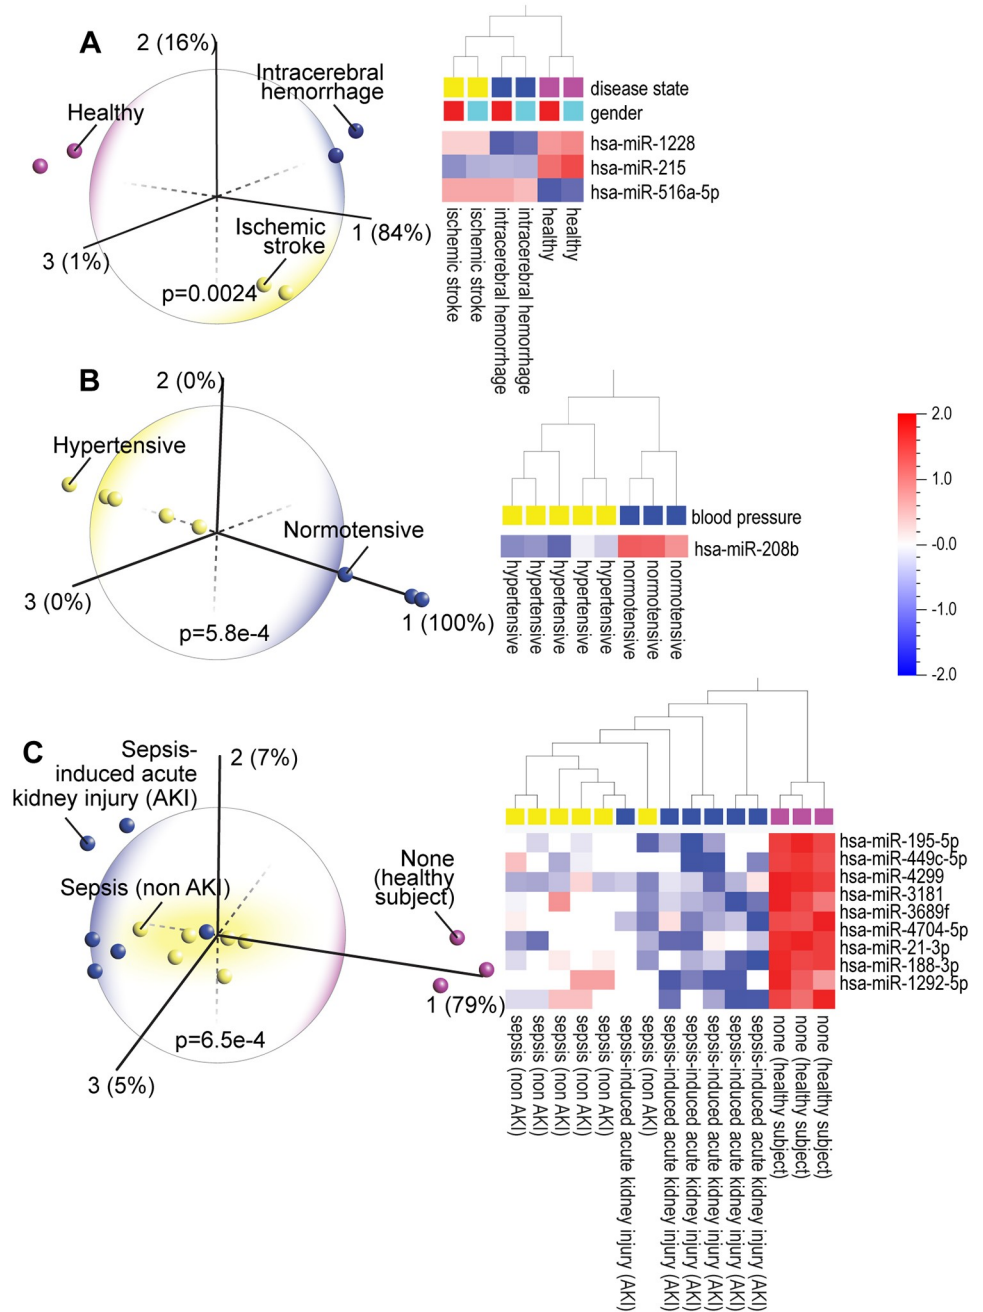 A
2 (16%)
Intracerebral
hemorrhage
Healthy
Ischemic
stroke
1 (84%)
3 (1%)
p=0.0024
disease state
gender
hsa-miR-1228
hsa-miR-215
hsa-miR-516a-5p
ischemic stroke
ischemic stroke
intracerebral hemorrhage
intracerebral hemorrhage
healthy
healthy
B
2 (0%)
Hypertensive
Normotensive
3 (0%)
1 (100%)
p=5.8e-4
blood pressure
hsa-miR-208b
hypertensive
hypertensive
hypertensive
hypertensive
hypertensive
normotensive
normotensive
normotensive
2.0
1.0
-0.0
-1.0
-2.0
C
Sepsis-
induced acute
kidney injury (AKI)
2 (7%)
Sepsis (non AKI)
None
(healthy
subject)
1 (79%)
p=6.5e-4
3 (5%)
hsa-miR-195-5p
hsa-miR-449c-5p
hsa-miR-4299
hsa-miR-3181
hsa-miR-3689f
hsa-miR-4704-5p
hsa-miR-21-3p
hsa-miR-188-3p
hsa-miR-1292-5p
sepsis (non AKI)
sepsis (non AKI)
sepsis (non AKI)
sepsis (non AKI)
sepsis (non AKI)
sepsis-induced acute kidney injury (AKI)
sepsis (non AKI)
sepsis-induced acute kidney injury (AKI)
sepsis-induced acute kidney injury (AKI)
sepsis-induced acute kidney injury (AKI)
sepsis-induced acute kidney injury (AKI)
sepsis-induced acute kidney injury (AKI)
none (healthy subject)
none (healthy subject)
none (healthy subject)